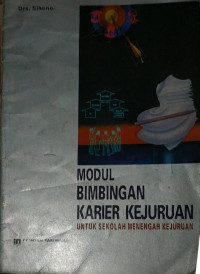 MODUL
BIMBINGAN
KARIER KEJURUAN
UNTUK SEKOLAH MENENGAH KEJURUAN